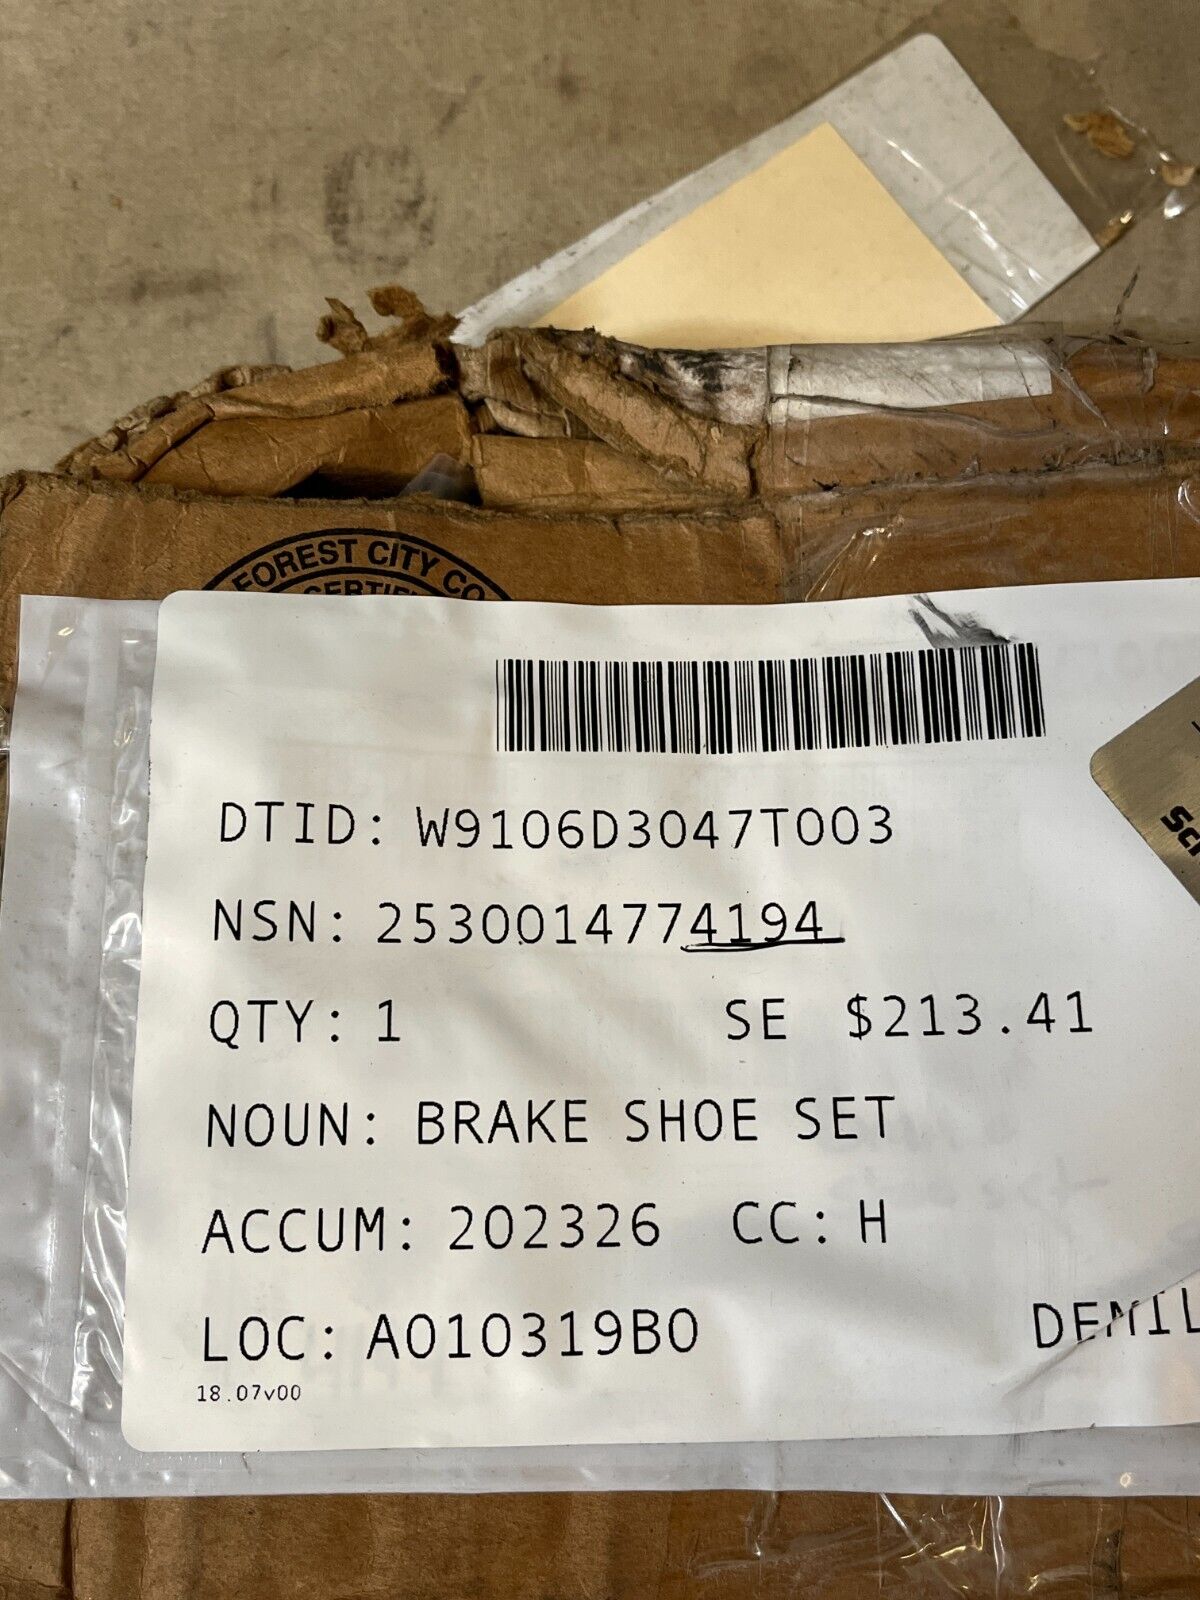 FOREST CITY CO
DTID: W9106D3047T003
NSN: 2530014774194
QTY: 1 SE $213.41
NOUN: BRAKE SHOE SET
ACCUM: 202326 CC: H
LOC: A010319B0 DEMIL
18.07v00